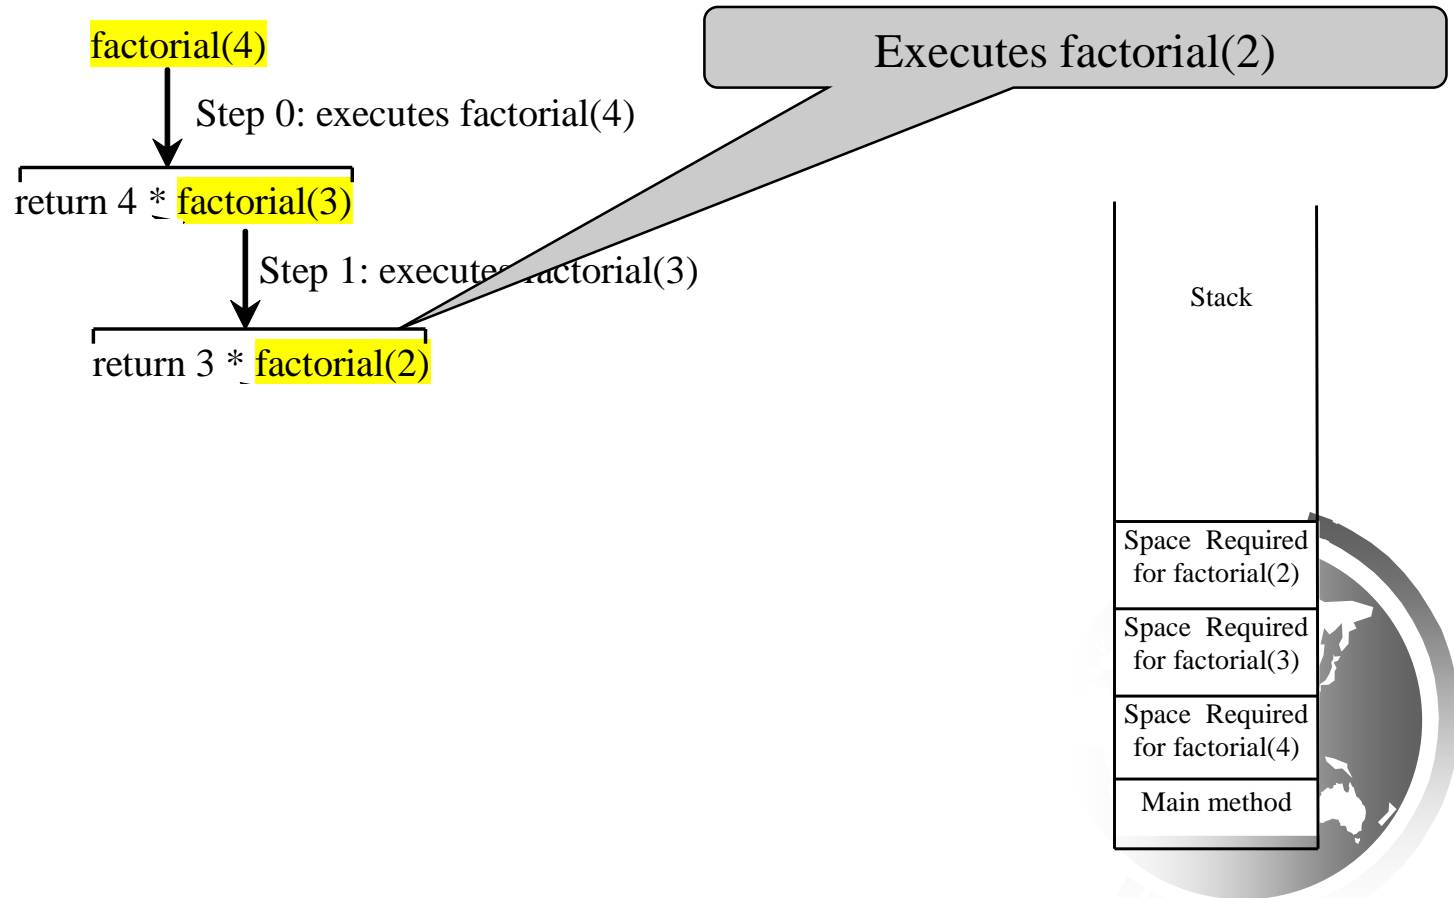 factorial(4)
Executes factorial(2)
Step 0: executes factorial(4)
return 4 * factorial(3)
Step 1: executes factorial(3)
return 3 * factorial(2)
Stack
Space Required
for factorial(2)
Space Required
for factorial(3)
Space Required
for factorial(4)
Main method